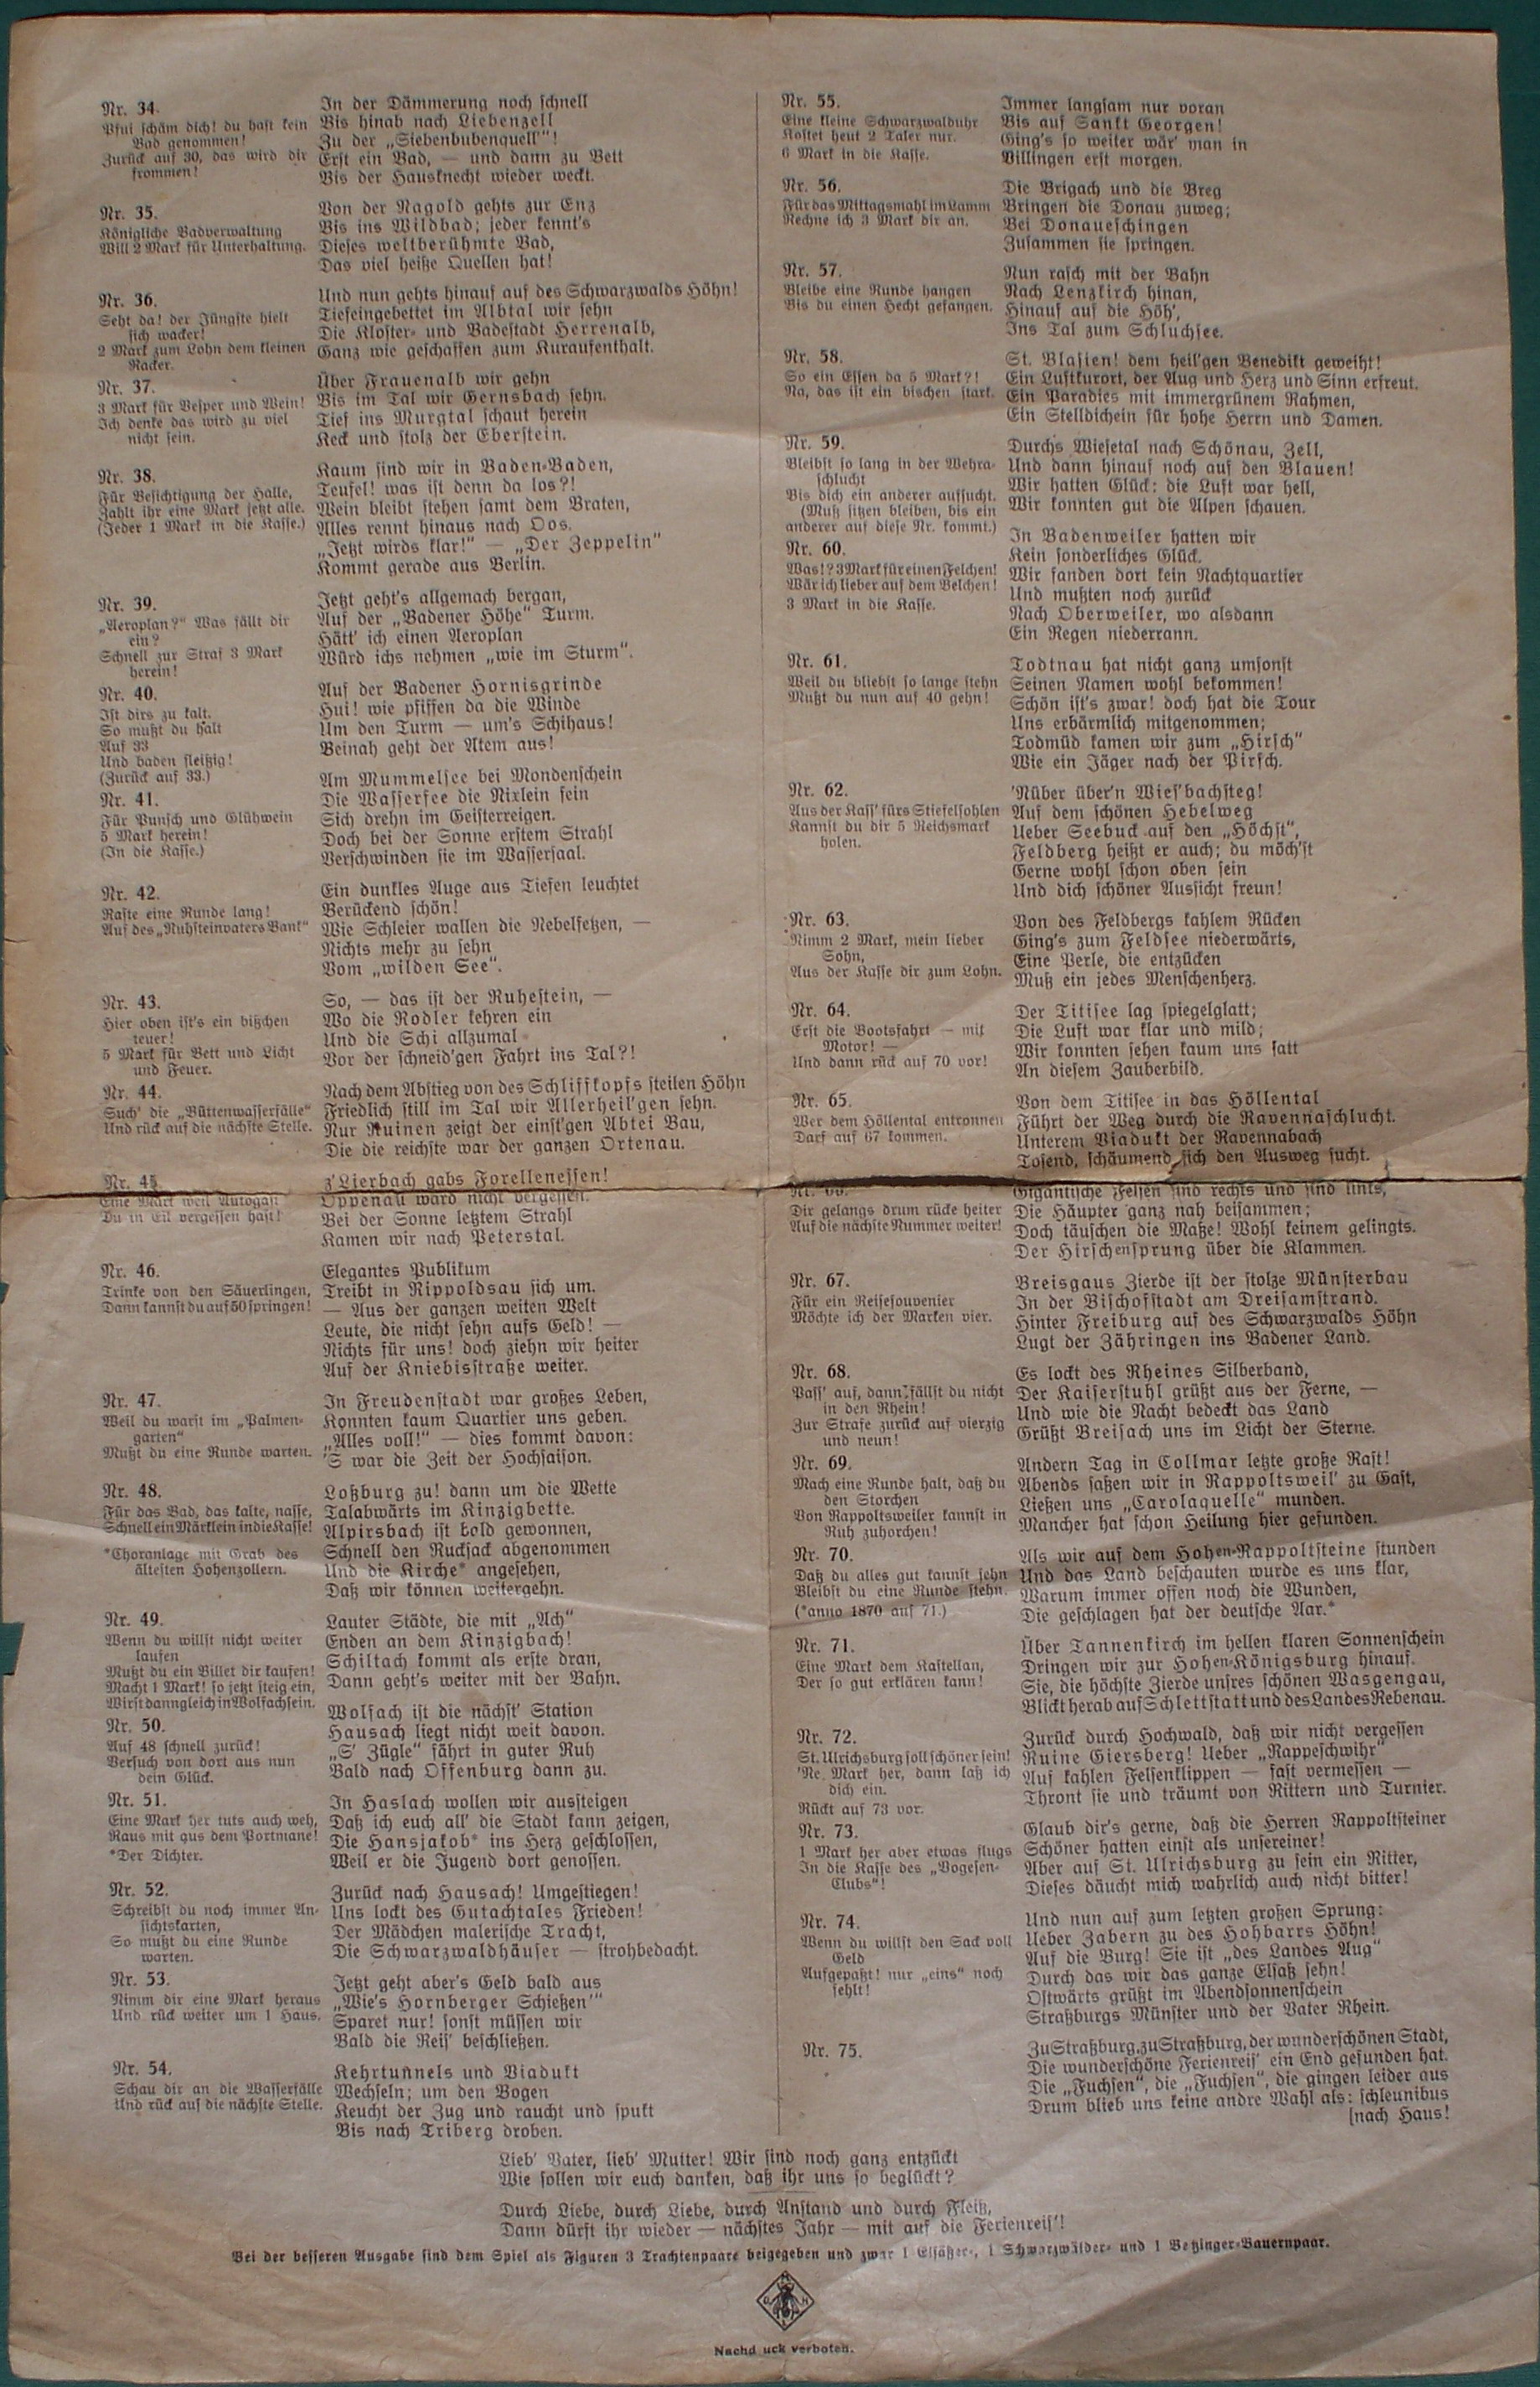 Nr. 34.
Pfui schäm dich! du hast kein
Bad genommen!
Zurück auf 30, das wird dir
frommen!
In der Dämmerung noch schnell
Bis hinab nach Liebenzell
Zu der „Siebenbubenquell'“!
Erst ein Bad, — und dann zu Bett
Bis der Hausknecht wieder weckt.
Nr. 35.
Königliche Badverwaltung
Will 2 Mark für Unterhaltung.
Von der Nagold gehts zur Enz
Bis ins Wildbad; jeder kennt's
Dieses weltberühmte Bad,
Das viel heiße Quellen hat!
Nr. 36.
Seht da! der Jüngste hielt
sich wacker!
2 Mark zum Lohn dem kleinen
Racker.
Und nun gehts hinauf auf des Schwarzwalds Höhn!
Tiefeingebettet im Albtal wir sehn
Die Kloster- und Badestadt Herrenalb,
Ganz wie geschaffen zum Kuraufenthalt.
Nr. 37.
3 Mark für Vesper und Wein!
Ich denke das wird zu viel
nicht sein.
Über Frauenalb wir gehn
Bis im Tal wir Gernsbach sehn.
Tief ins Murgtal schaut herein
Keck und stolz der Eberstein.
Nr. 38.
Für Besichtigung der Halle,
Zahlt ihr eine Mark jetzt alle.
(Jeder 1 Mark in die Kasse.)
Kaum sind wir in Baden-Baden,
Teufel! was ist denn da los?!
Wein bleibt stehen samt dem Braten,
Alles rennt hinaus nach Oos.
„Jetzt wirds klar!“ — „Der Zeppelin“
Kommt gerade aus Berlin.
Nr. 39.
„Aeroplan?“ Was fällt dir
ein?
Schnell zur Straf 3 Mark
herein!
Jetzt geht's allgemach bergan,
Auf der „Badener Höhe“ Turm.
Hätt' ich einen Aeroplan
Würd ichs nehmen „wie im Sturm“.
Nr. 40.
Ist dirs zu kalt.
So mußt du halt
Auf 33
Und baden fleißig!
(Zurück auf 33.)
Auf der Badener Hornisgrinde
Hui! wie pfiffen da die Winde
Um den Turm — um's Schihaus!
Beinah geht der Atem aus!
Nr. 41.
Für Punsch und Glühwein
5 Mark herein!
(In die Kasse.)
Am Mummelsee bei Mondenschein
Die Wasserfee die Nixlein fein
Sich drehn im Geisterreigen.
Doch bei der Sonne erstem Strahl
Verschwinden sie im Wassersaal.
Nr. 42.
Raste eine Runde lang!
Auf des „Ruhsteinvaters Bank“
Ein dunkles Auge aus Tiefen leuchtet
Berückend schön!
Wie Schleier wallen die Nebelfetzen, —
Nichts mehr zu sehn
Vom „wilden See“.
Nr. 43.
Hier oben ist's ein bißchen
teuer!
5 Mark für Bett und Licht
und Feuer.
So, — das ist der Ruhestein, —
Wo die Rodler kehren ein
Und die Schi allzumal
Vor der schneid'gen Fahrt ins Tal?!
Nr. 44.
Such' die „Büttenwasserfälle“
Und rück auf die nächste Stelle.
Nach dem Abstieg von des Schliffkopfs steilen Höhn
Friedlich still im Tal wir Allerheil'gen sehn.
Nur Ruinen zeigt der einst'gen Abtei Bau,
Die die reichste war der ganzen Ortenau.
Nr. 45
Eine Mark weil Autogan
Du in Eil vergessen hast!
z'Lierbach gabs Forellenessen!
Oppenau ward nicht vergessen.
Bei der Sonne letztem Strahl
Kamen wir nach Peterstal.
Nr. 46.
Trinke von den Säuerlingen,
Dann kannst du auf 50 springen!
Elegantes Publikum
Treibt in Rippoldsau sich um.
— Aus der ganzen weiten Welt
Leute, die nicht sehn aufs Geld! —
Nichts für uns! doch ziehn wir heiter
Auf der Kniebisstraße weiter.
Nr. 47.
Weil du warst im „Palmen-
garten“
Mußt du eine Runde warten.
In Freudenstadt war großes Leben,
Konnten kaum Quartier uns geben.
„Alles voll!“ — dies kommt davon:
'S war die Zeit der Hochsaison.
Nr. 48.
Für das Bad, das kalte, nasse,
Schnell ein Märklein in die Kasse!
*Choranlage mit Grab des
ältesten Hohenzollern.
Loßburg zu! dann um die Wette
Talabwärts im Kinzigbette.
Alpirsbach ist bold gewonnen,
Schnell den Rucksack abgenommen
Und die Kirche* angesehen,
Daß wir können weitergehn.
Nr. 49.
Wenn du willst nicht weiter
laufen
Mußt du ein Billet dir kaufen!
Macht 1 Mark! so jetzt steig ein,
Wirst dann gleich in Wolfach sein.
Lauter Städte, die mit „Ach“
Enden an dem Kinzigbach!
Schiltach kommt als erste dran,
Dann geht's weiter mit der Bahn.
Nr. 50.
Auf 48 schnell zurück!
Versuch von dort aus nun
dein Glück.
Wolfach ist die nächst' Station
Hausach liegt nicht weit davon.
„S' Zügle“ fährt in guter Ruh
Bald nach Offenburg dann zu.
Nr. 51.
Eine Mark her tuts auch weh,
Raus mit aus dem Portmane!
*Der Dichter.
In Haslach wollen wir aussteigen
Daß ich euch all' die Stadt kann zeigen,
Die Hansjakob* ins Herz geschlossen,
Weil er die Jugend dort genossen.
Nr. 52.
Schreibst du noch immer An-
sichtskarten,
So mußt du eine Runde
warten.
Zurück nach Hausach! Umgestiegen!
Uns lockt des Gutachtales Frieden!
Der Mädchen malerische Tracht,
Die Schwarzwaldhäuser — strohbedacht.
Nr. 53.
Nimm dir eine Mark heraus
Und rück weiter um 1 Haus.
Jetzt geht aber's Geld bald aus
„Wie's Hornberger Schießen'“
Sparet nur! sonst müssen wir
Bald die Reis' beschließen.
Nr. 54.
Schau dir an die Wasserfälle
Und rück auf die nächste Stelle.
Kehrtunnels und Viadukt
Wechseln; um den Bogen
Keucht der Zug und raucht und spukt
Bis nach Triberg droben.
Nr. 55.
Eine kleine Schwarzwalduhr
Kostet heut 2 Taler nur.
6 Mark in die Kasse.
Immer langsam nur voran
Bis auf Sankt Georgen!
Ging's so weiter wär' man in
Villingen erst morgen.
Nr. 56.
Für das Mittagsmahl im Lamm
Rechne ich 3 Mark dir an.
Die Brigach und die Breg
Bringen die Donau zuweg;
Bei Donaueschingen
Zusammen sie springen.
Nr. 57.
Bleibe eine Runde hangen
Bis du einen Hecht gefangen.
Nun rasch mit der Bahn
Nach Lenzkirch hinan,
Hinauf auf die Höh',
Ins Tal zum Schluchsee.
Nr. 58.
So ein Essen da 5 Mark?!
Na, das ist ein bischen stark.
St. Blasien! dem heil'gen Benedikt geweiht!
Ein Luftkurort, der Aug und Herz und Sinn erfreut.
Ein Paradies mit immergrünem Rahmen,
Ein Stelldichein für hohe Herrn und Damen.
Nr. 59.
Bleibst so lang in der Wehra-
schlucht
Bis dich ein anderer aufsucht.
(Muß sitzen bleiben, bis ein
anderer auf diese Nr. kommt.)
Durchs Wiesetal nach Schönau, Zell,
Und dann hinauf noch auf den Blauen!
Wir hatten Glück: die Luft war hell,
Wir konnten gut die Alpen schauen.
Nr. 60.
Was!? 3 Mark für einen Felchen!
Wär ich lieber auf dem Belchen!
3 Mark in die Kasse.
In Badenweiler hatten wir
Kein sonderliches Glück.
Wir fanden dort kein Nachtquartier
Und mußten noch zurück
Nach Oberweiler, wo alsdann
Ein Regen niederrann.
Nr. 61.
Weil du bliebst so lange stehn
Mußt du nun auf 40 gehn!
Todtnau hat nicht ganz umsonst
Seinen Namen wohl bekommen!
Schön ist's zwar! doch hat die Tour
Uns erbärmlich mitgenommen;
Todmüd kamen wir zum „Hirsch“
Wie ein Jäger nach der Pirsch.
Nr. 62.
Aus der Kass' fürs Stiefelsohlen
Kannst du dir 5 Reichsmark
holen.
'Nüber über'n Wies'bachsteg!
Auf dem schönen Hebelweg
Ueber Seebuck auf den „Höchst“,
Feldberg heißt er auch; du möch'st
Gerne wohl schon oben sein
Und dich schöner Aussicht freun!
Nr. 63.
Nimm 2 Mark, mein lieber
Sohn,
Aus der Kasse dir zum Lohn.
Von des Feldbergs kahlem Rücken
Ging's zum Feldsee niederwärts,
Eine Perle, die entzücken
Muß ein jedes Menschenherz.
Nr. 64.
Erst die Bootsfahrt — mit
Motor! —
Und dann rück auf 70 vor!
Der Titisee lag spiegelglatt;
Die Luft war klar und mild;
Wir konnten sehen kaum uns satt
An diesem Zauberbild.
Nr. 65.
Wer dem Höllental entronnen
Darf auf 67 kommen.
Von dem Titisee in das Höllental
Führt der Weg durch die Ravennaschlucht.
Unterem Viadukt der Ravennabach
Tosend, schäumend sich den Ausweg sucht.
Nr. 66.
Dir gelangs drum rücke heiter
Auf die nächste Nummer weiter!
Gigantische Felsen sind rechts und sind links,
Die Häupter ganz nah beisammen;
Doch täuschen die Maße! Wohl keinem gelingts.
Der Hirschensprung über die Klammen.
Nr. 67.
Für ein Reisesouvenier
Möchte ich der Marken vier.
Breisgaus Zierde ist der stolze Münsterbau
In der Bischofstadt am Dreisamstrand.
Hinter Freiburg auf des Schwarzwalds Höhn
Lugt der Zähringen ins Badener Land.
Nr. 68.
Pass' auf, dann fällst du nicht
in den Rhein!
Zur Strafe zurück auf vierzig
und neun!
Es lockt des Rheines Silberband,
Der Kaiserstuhl grüßt aus der Ferne, —
Und wie die Nacht bedeckt das Land
Grüßt Breisach uns im Licht der Sterne.
Nr. 69.
Mach eine Runde halt, daß du
den Storchen
Von Rappoltsweiler kannst in
Ruh zuhorchen!
Andern Tag in Collmar letzte große Rast!
Abends saßen wir in Rappoltsweil' zu Gast,
Ließen uns „Carolaquelle“ munden.
Mancher hat schon Heilung hier gefunden.
Nr. 70.
Daß du alles gut kannst sehn
Bleibst du eine Runde stehn.
(*anno 1870 auf 71.)
Als wir auf dem Hohen-Rappoltsteine stunden
Und das Land beschauten wurde es uns klar,
Warum immer offen noch die Wunden,
Die geschlagen hat der deutsche Aar.*
Nr. 71.
Eine Mark dem Kastellan,
Der so gut erklären kann!
Über Tannenkirch im hellen klaren Sonnenschein
Dringen wir zur Hohen-Königsburg hinauf.
Sie, die höchste Zierde unsres schönen Wasgengau,
Blickt herab auf Schlettstatt und des Landes Rebenau.
Nr. 72.
St. Ulrichsburg soll schöner sein!
'Ne Mark her, dann laß ich
dich ein.
Rückt auf 73 vor.
Zurück durch Hochwald, daß wir nicht vergessen
Ruine Giersberg! Ueber „Rappeschwihr“
Auf kahlen Felsenklippen — fast vermessen —
Thront sie und träumt von Rittern und Turnier.
Nr. 73.
1 Mark her aber etwas flugs
In die Kasse des „Vogesen-
Clubs“!
Glaub dir's gerne, daß die Herren Rappoltsteiner
Schöner hatten einst als unsereiner!
Aber auf St. Ulrichsburg zu sein ein Ritter,
Dieses däucht mich wahrlich auch nicht bitter!
Nr. 74.
Wenn du willst den Sack voll
Geld
Aufgepaßt! nur „eins“ noch
fehlt!
Und nun auf zum letzten großen Sprung:
Ueber Zabern zu des Hohbarrs Höhn!
Auf die Burg! Sie ist „des Landes Aug“
Durch das wir das ganze Elsaß sehn!
Ostwärts grüßt im Abendsonnenschein
Straßburgs Münster und der Vater Rhein.
Nr. 75.
Zu Straßburg, zu Straßburg, der wunderschönen Stadt,
Die wunderschöne Ferienreis' ein End gefunden hat.
Die „Fuchsen“, die „Fuchsen“, die gingen leider aus
Drum blieb uns keine andre Wahl als: schleunibus
[nach Haus!
Lieb' Vater, lieb' Mutter! Wir sind noch ganz entzückt
Wie sollen wir euch danken, daß ihr uns so beglückt?
Durch Liebe, durch Liebe, durch Anstand und durch Fleiß,
Dann dürft ihr wieder — nächstes Jahr — mit auf die Ferienreis'!
Bei der besseren Ausgabe sind dem Spiel als Figuren 3 Trachtenpaare beigegeben und zwar 1 Elsäßer-, 1 Schwarzwälder- und 1 Betzinger-Bauernpaar.
Nachd uck verboten.